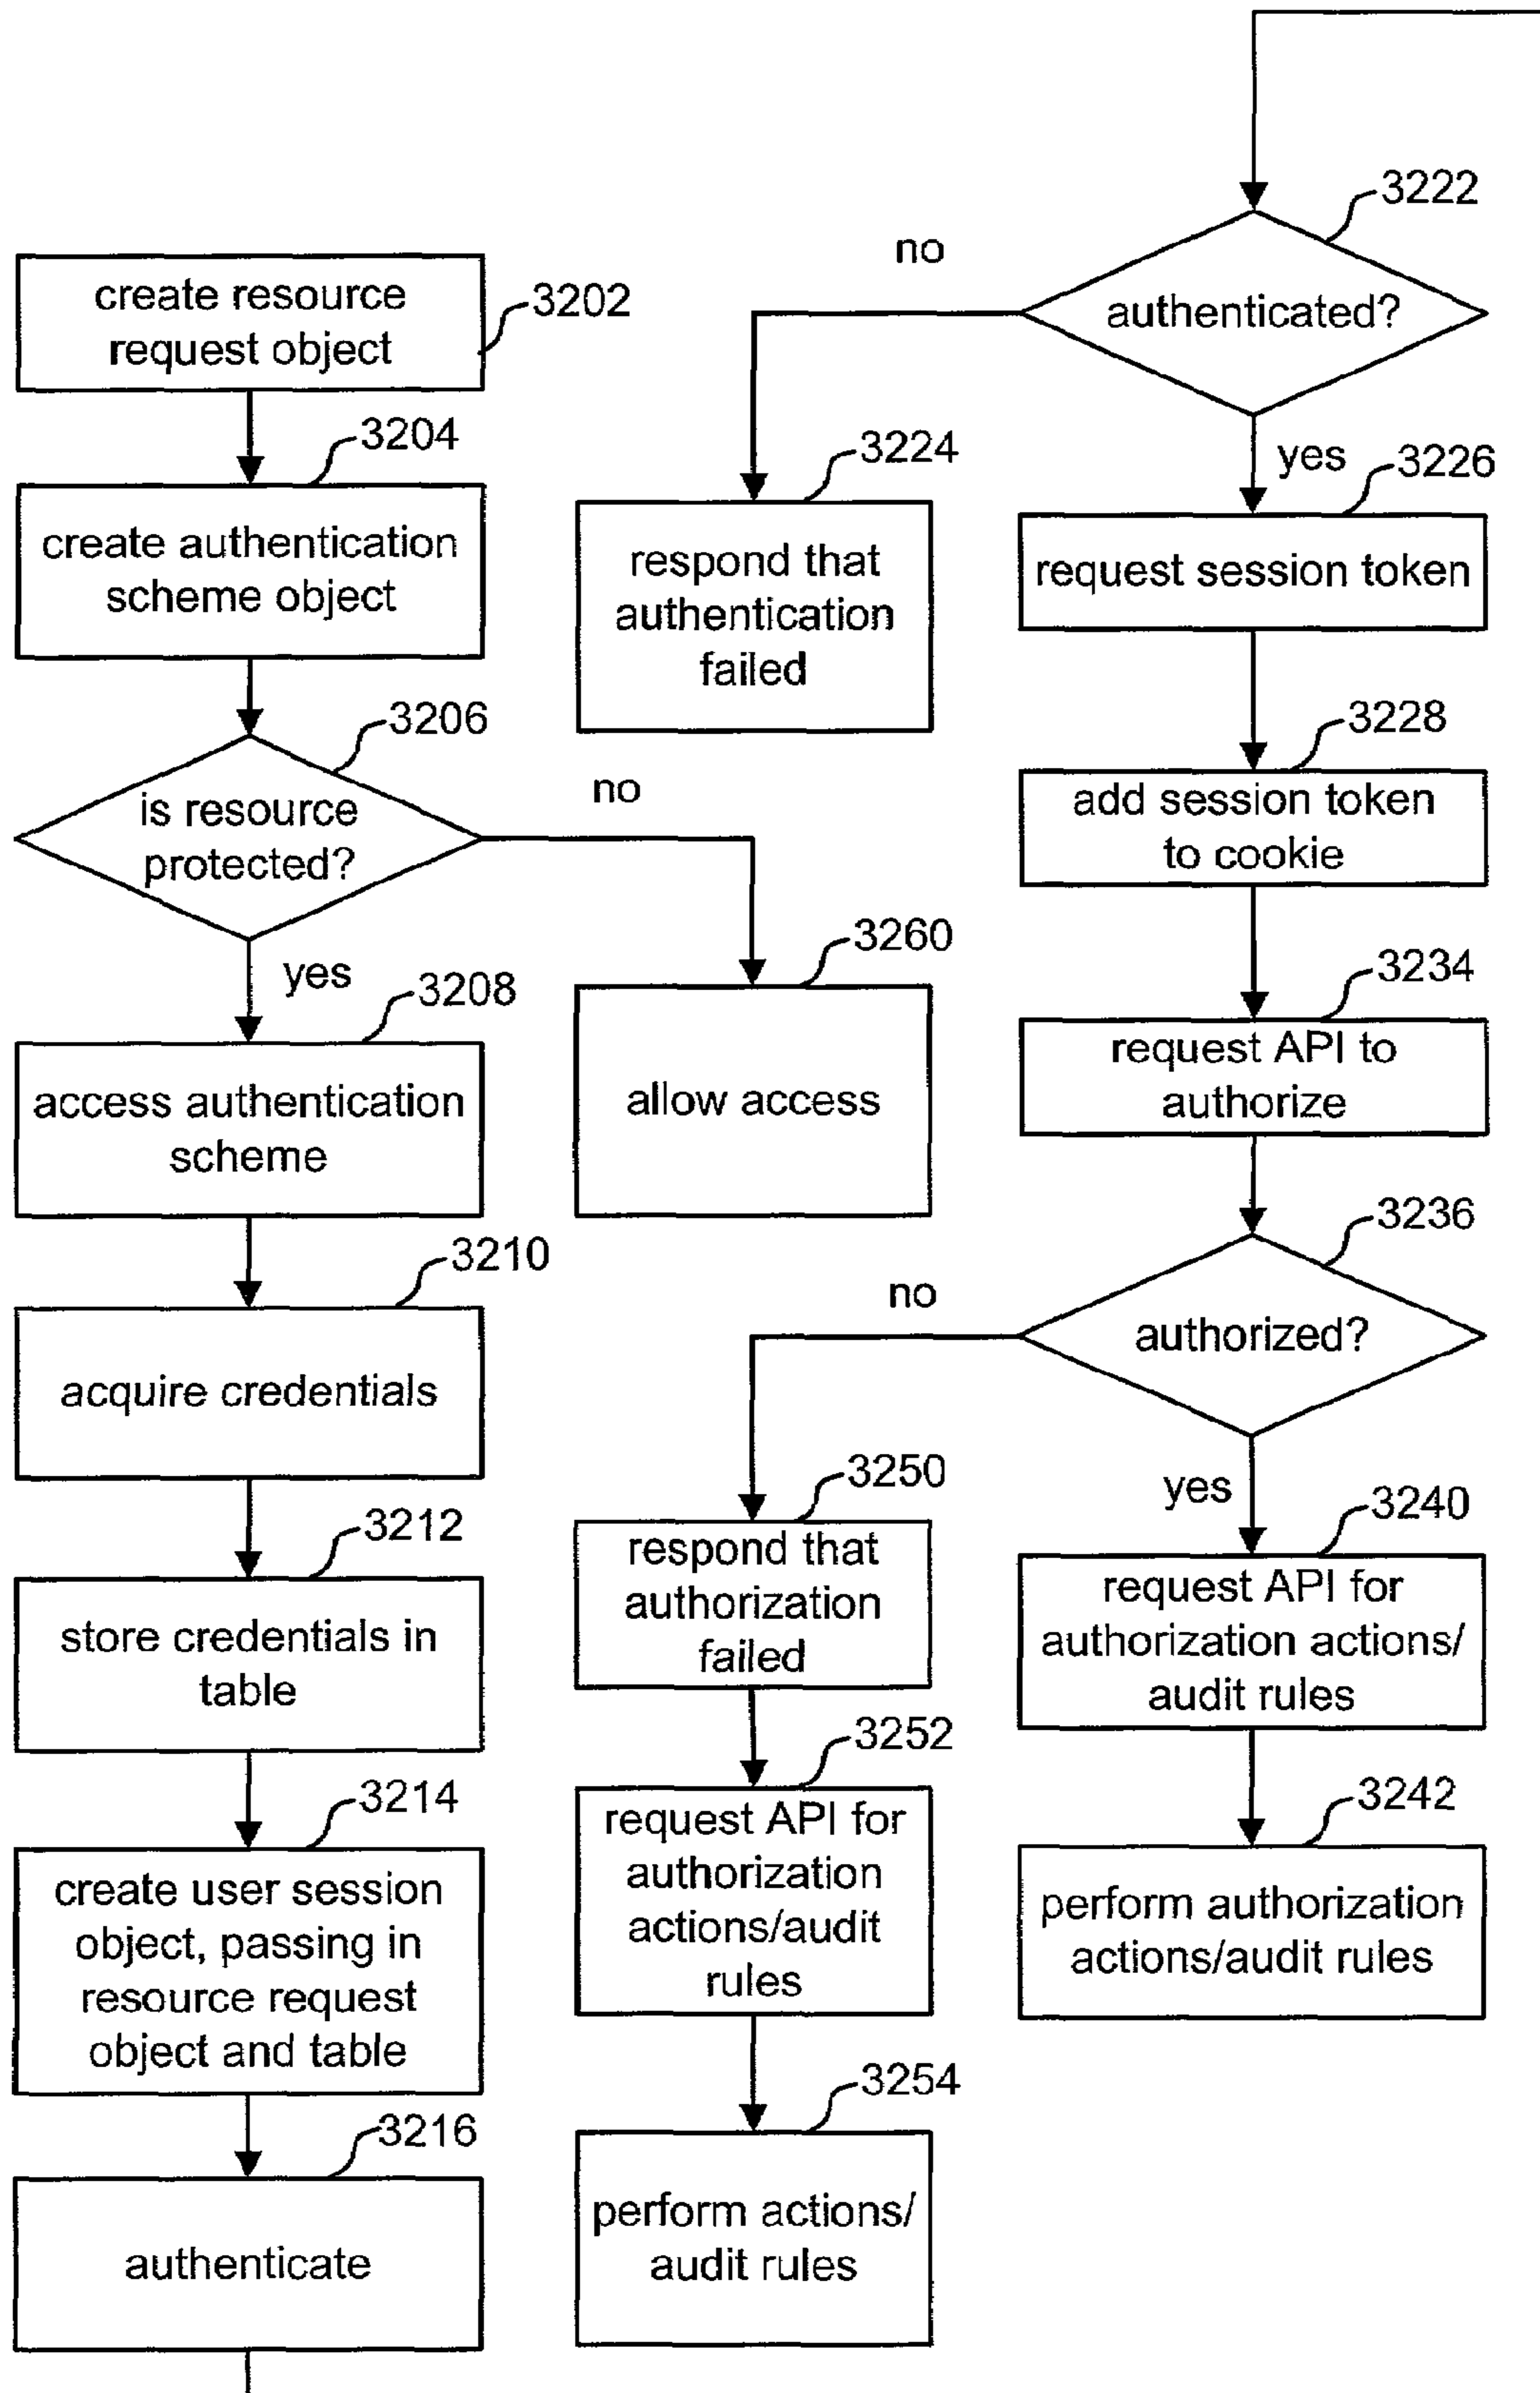 create resource
request object
3202
3204
create authentication
scheme object
3206
is resource
protected?
no
yes
3208
access authentication
scheme
3210
acquire credentials
3212
store credentials in
table
3214
create user session
object, passing in
resource request
object and table
3216
authenticate
3260
allow access
3222
authenticated?
no
3224
respond that
authentication
failed
yes
3226
request session token
3228
add session token
to cookie
3234
request API to
authorize
3236
authorized?
no
3250
respond that
authorization
failed
3252
request API for
authorization
actions/audit
rules
3254
perform actions/
audit rules
yes
3240
request API for
authorization actions/
audit rules
3242
perform authorization
actions/audit rules